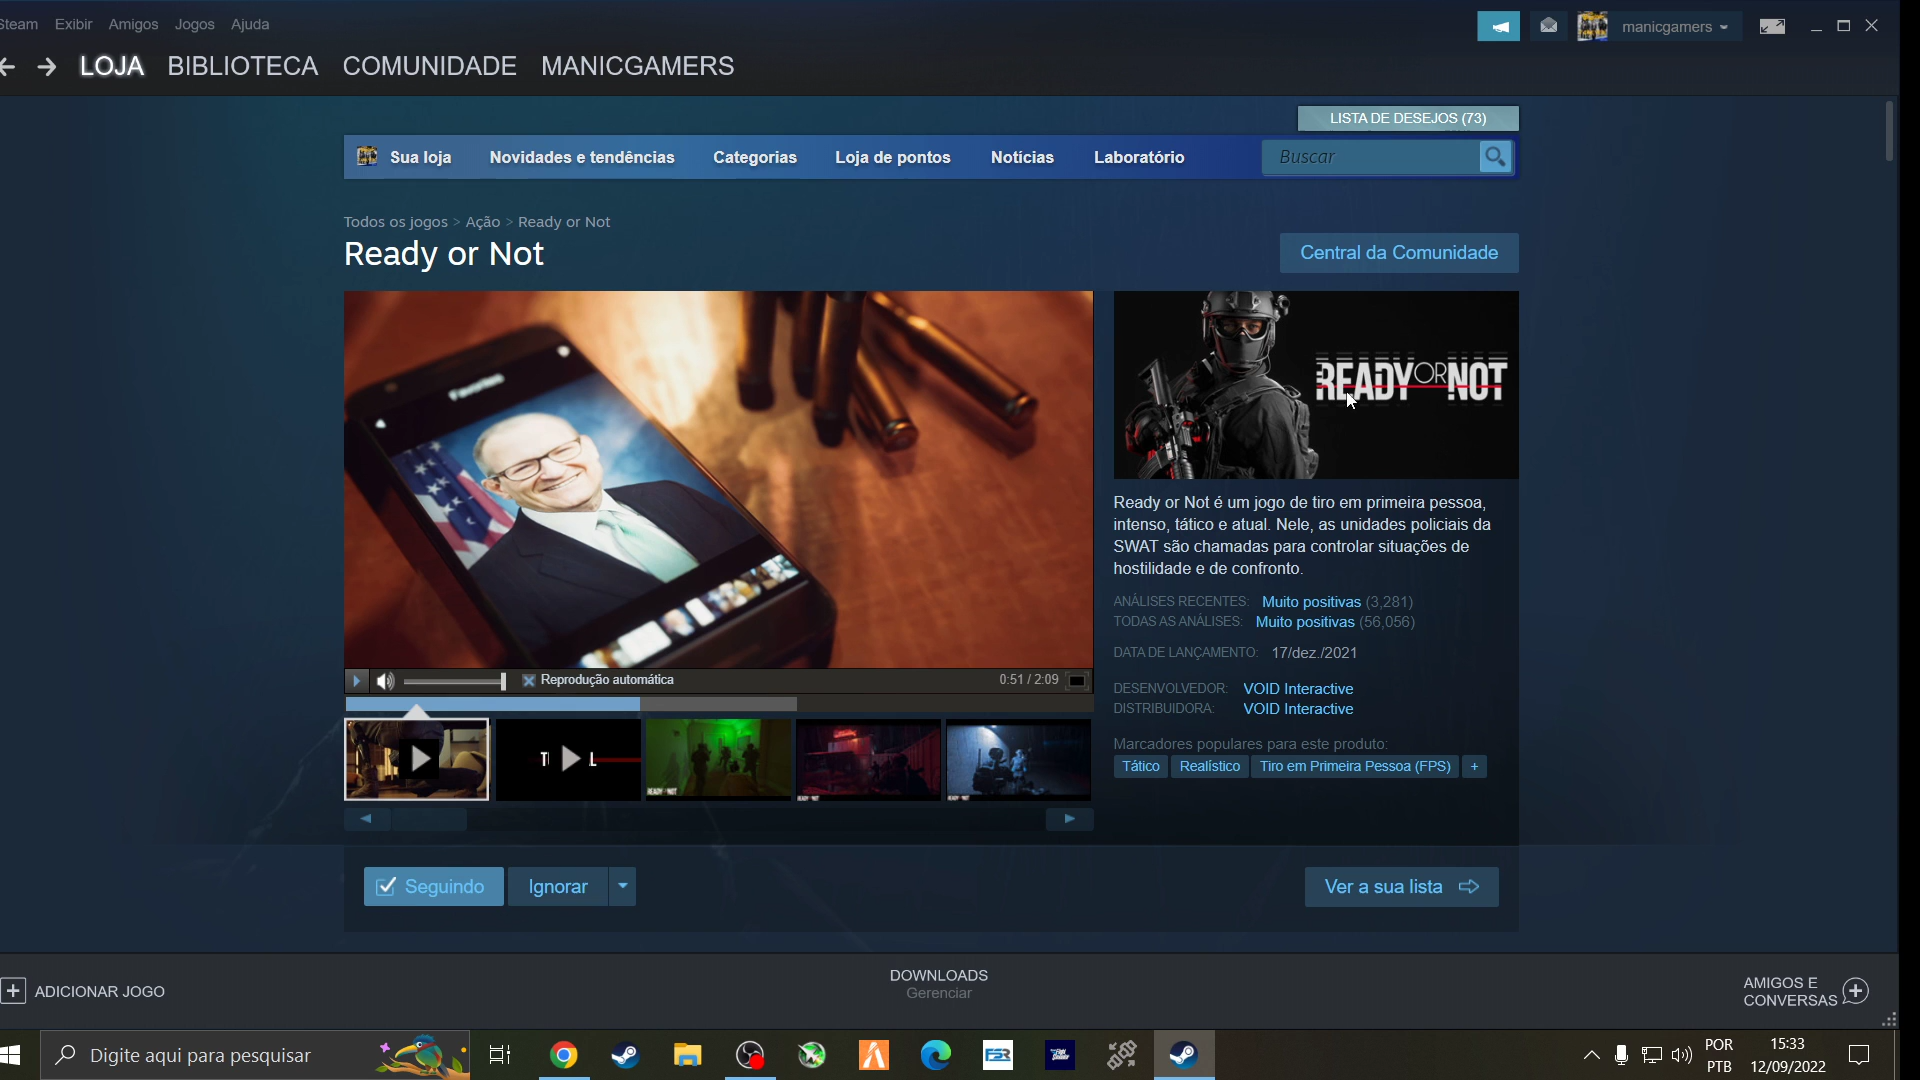 Steam Exibir Amigos Jogos Ajuda
manicgamers
LOJA BIBLIOTECA COMUNIDADE MANICGAMERS
LISTA DE DESEJOS (73)
Sua loja Novidades e tendências Categorias Loja de pontos Notícias Laboratório Buscar
Todos os jogos > Ação > Ready or Not
Ready or Not
Central da Comunidade
Favorites
READY OR NOT
Ready or Not é um jogo de tiro em primeira pessoa,
intenso, tático e atual. Nele, as unidades policiais da
SWAT são chamadas para controlar situações de
hostilidade e de confronto.
ANÁLISES RECENTES: Muito positivas (3,281)
TODAS AS ANÁLISES: Muito positivas (56,056)
DATA DE LANÇAMENTO: 17/dez./2021
DESENVOLVEDOR: VOID Interactive
DISTRIBUIDORA: VOID Interactive
Marcadores populares para este produto:
Tático Realístico Tiro em Primeira Pessoa (FPS) +
Reprodução automática 0:51 / 2:09
READY OR NOT
Seguindo Ignorar
Ver a sua lista
ADICIONAR JOGO
DOWNLOADS
Gerenciar
AMIGOS E
CONVERSAS
Digite aqui para pesquisar
POR
PTB
15:33
12/09/2022